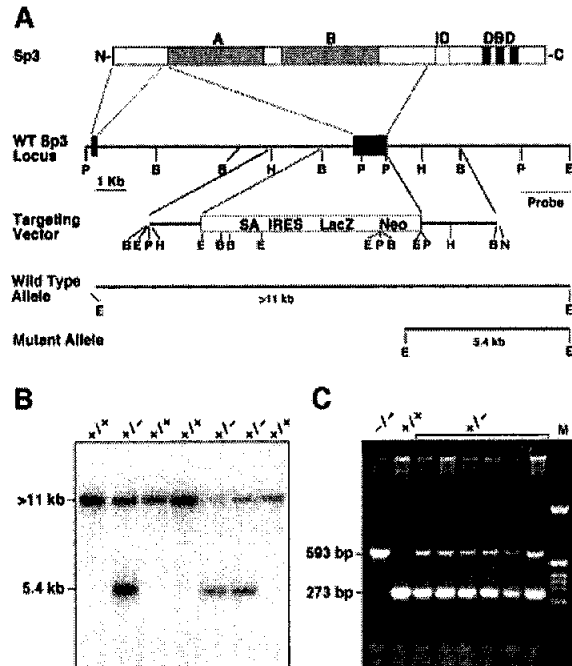 A
A B ID DBD
Sp3 N- -C
WT Sp3
Locus
P B B H B P P H B P E
1 Kb
Probe
Targeting
Vector
SA IRES LacZ Neo
B E P H E B B E E P B E P H B N
Wild Type
Allele
E >11 kb E
Mutant Allele
E 5.4 kb E
B
+/+ +/- +/+ +/+ +/- +/- +/+
>11 kb
5.4 kb
C
-/- +/+ +/- M
593 bp
273 bp